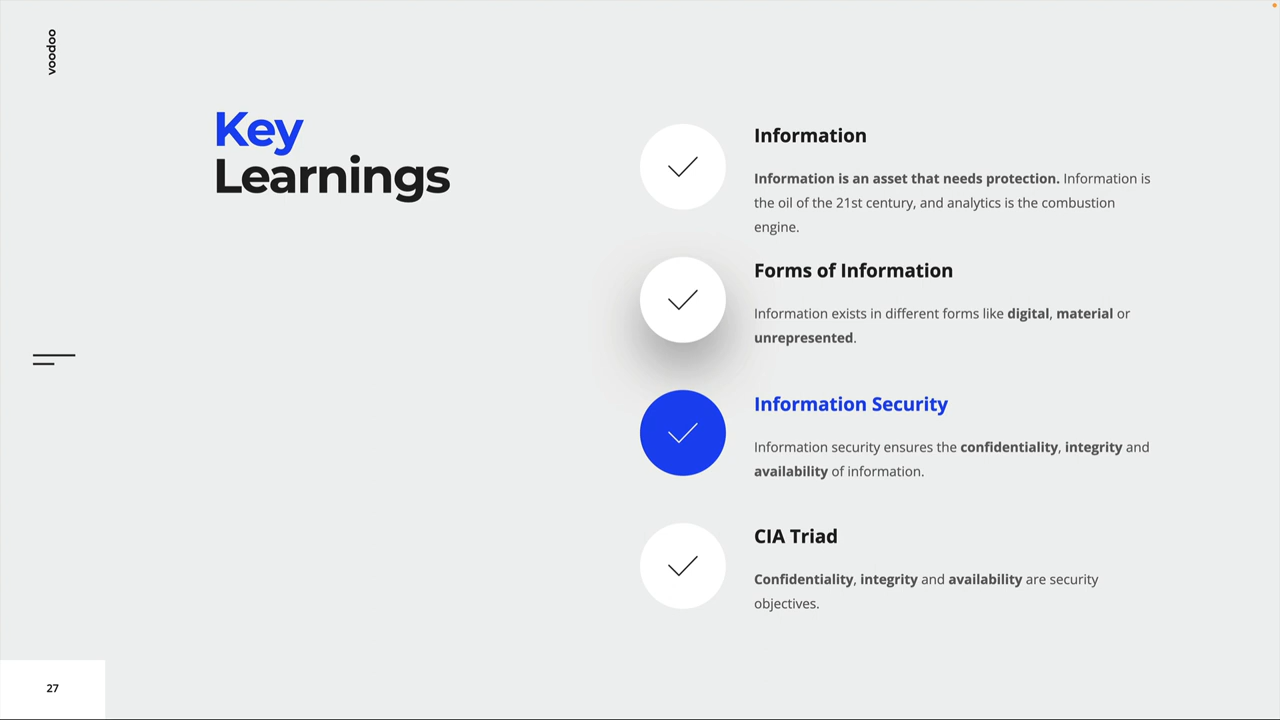 voodoo
Key
Learnings
Information
Information is an asset that needs protection. Information is
the oil of the 21st century, and analytics is the combustion
engine.
Forms of Information
Information exists in different forms like digital, material or
unrepresented.
Information Security
Information security ensures the confidentiality, integrity and
availability of information.
CIA Triad
Confidentiality, integrity and availability are security
objectives.
27